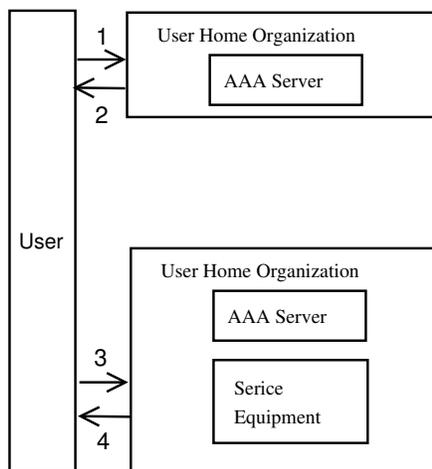 1
User Home Organization
AAA Server
2
User
User Home Organization
AAA Server
3
Serice
Equipment
4